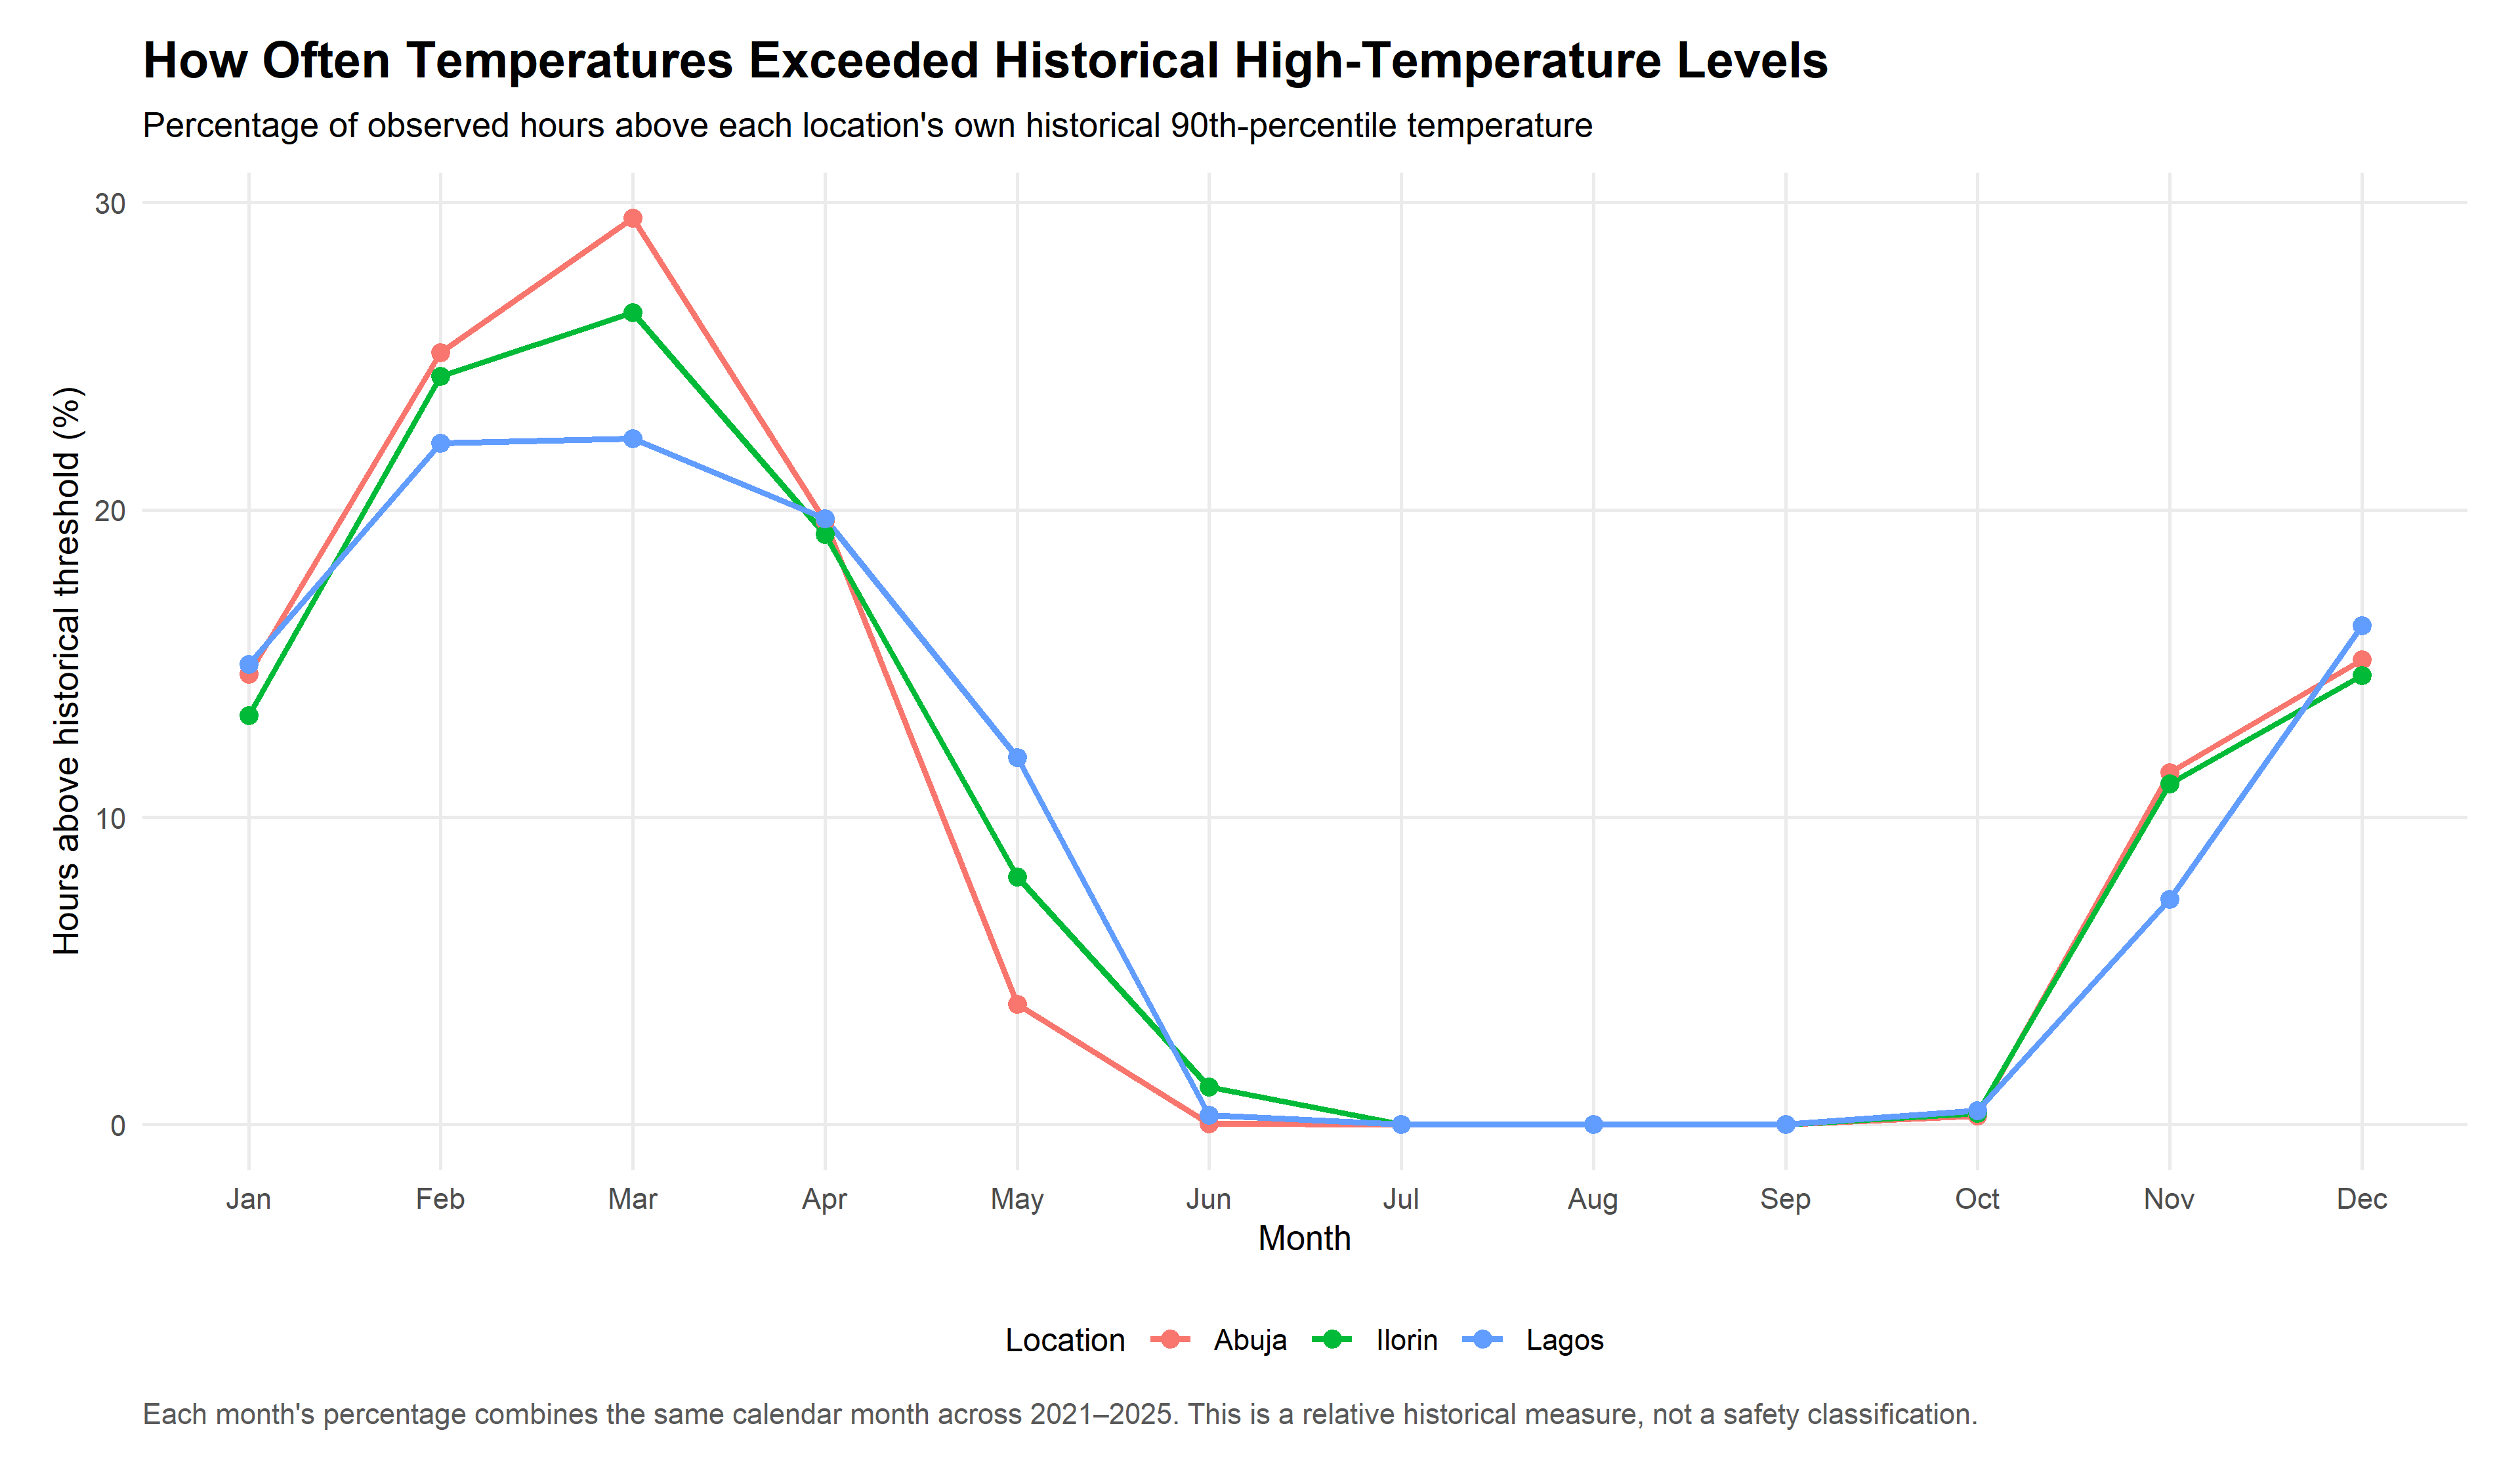 How Often Temperatures Exceeded Historical High-Temperature Levels
Percentage of observed hours above each location's own historical 90th-percentile temperature
Hours above historical threshold (%)
30
20
10
0
Jan Feb Mar Apr May Jun Jul Aug Sep Oct Nov Dec
Month
Location Abuja Ilorin Lagos
Each month's percentage combines the same calendar month across 2021–2025. This is a relative historical measure, not a safety classification.